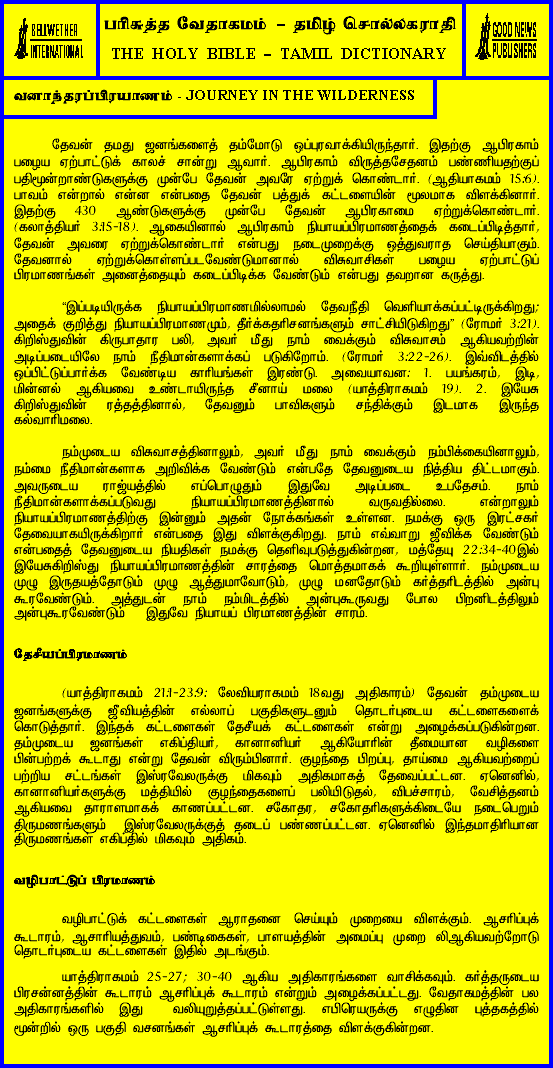 BELLWETHER
INTERNATIONAL
பரிசுத்த வேதாகமம் – தமிழ் சொல்லகராதி
THE HOLY BIBLE – TAMIL DICTIONARY
GOOD NEWS
PUBLISHERS
வனாந்தரப்பிரயாணம் - JOURNEY IN THE WILDERNESS
தேவன் தமது ஜனங்களைத் தம்மோடு ஒப்புரவாக்கியிருந்தார். இதற்கு ஆபிரகாம்
பழைய ஏற்பாட்டுக் காலச் சான்று ஆவார். ஆபிரகாம் விருத்தசேதனம் பண்ணியதற்குப்
பதிமூன்றாண்டுகளுக்கு முன்பே தேவன் அவரே ஏற்றுக் கொண்டார். (ஆதியாகமம் 15:6).
பாவம் என்றால் என்ன என்பதை தேவன் பத்துக் கட்டளையின் மூலமாக விளக்கினார்.
இதற்கு 430 ஆண்டுகளுக்கு முன்பே தேவன் ஆபிரகாமை ஏற்றுக்கொண்டார்.
(கலாத்தியர் 3:15-18). ஆகையினால் ஆபிரகாம் நியாயப்பிரமாணத்தைக் கடைப்பிடித்தார்,
தேவன் அவரை ஏற்றுக்கொண்டார் என்பது நடைமுறைக்கு ஒத்துவராத செய்தியாகும்.
தேவனால் ஏற்றுக்கொள்ளப்படவேண்டுமானால் விசுவாசிகள் பழைய ஏற்பாட்டுப்
பிரமாணங்கள் அனைத்தையும் கடைப்பிடிக்க வேண்டும் என்பது தவறான கருத்து.
"இப்படியிருக்க நியாயப்பிரமாணமில்லாமல் தேவநீதி வெளியாக்கப்பட்டிருக்கிறது;
அதைக் குறித்து நியாயப்பிரமாணமும், தீர்க்கதரிசனங்களும் சாட்சியிடுகிறது" (ரோமர் 3:21).
கிறிஸ்துவின் கிருபாதார பலி, அவர் மீது நாம் வைக்கும் விசுவாசம் ஆகியவற்றின்
அடிப்படையிலே நாம் நீதிமான்களாக்கப் படுகிறோம். (ரோமர் 3:22-26). இவ்விடத்தில்
ஒப்பிட்டுப்பார்க்க வேண்டிய காரியங்கள் இரண்டு. அவையாவன: 1. பயங்கரம், இடி,
மின்னல் ஆகியவை உண்டாயிருந்த சீனாய் மலை (யாத்திராகமம் 19). 2. இயேசு
கிறிஸ்துவின் ரத்தத்தினால், தேவனும் பாவிகளும் சந்திக்கும் இடமாக இருந்த
கல்வாரிமலை.
நம்முடைய விசுவாசத்தினாலும், அவர் மீது நாம் வைக்கும் நம்பிக்கையினாலும்,
நம்மை நீதிமான்களாக அறிவிக்க வேண்டும் என்பதே தேவனுடைய நித்திய திட்டமாகும்.
அவருடைய ராஜ்யத்தில் எப்பொழுதும் இதுவே அடிப்படை உபதேசம். நாம்
நீதிமான்களாக்கப்படுவது நியாயப்பிரமாணத்தினால் வருவதில்லை. என்றாலும்
நியாயப்பிரமாணத்திற்கு இன்னும் அதன் நோக்கங்கள் உள்ளன. நமக்கு ஒரு இரட்சகர்
தேவையாகயிருக்கிறார் என்பதை இது விளக்குகிறது. நாம் எவ்வாறு ஜீவிக்க வேண்டும்
என்பதைத் தேவனுடைய நியதிகள் நமக்கு தெளிவுபடுத்துகின்றன, மத்தேயு 22:34-40இல்
இயேசுகிறிஸ்து நியாயப்பிரமாணத்தின் சாரத்தை மொத்தமாகக் கூறியுள்ளார். நம்முடைய
முழு இருதயத்தோடும் முழு ஆத்துமாவோடும், முழு மனதோடும் கர்த்தரிடத்தில் அன்பு
கூரவேண்டும். அத்துடன் நாம் நம்மிடத்தில் அன்புகூருவது போல பிறனிடத்திலும்
அன்புகூரவேண்டும் இதுவே நியாயப் பிரமாணத்தின் சாரம்.
தேசீயப்பிரமாணம்
(யாத்திராகமம் 21:1-23:9; லேவியராகமம் 18வது அதிகாரம்) தேவன் தம்முடைய
ஜனங்களுக்கு ஜீவியத்தின் எல்லாப் பகுதிகளுடனும் தொடர்புடைய கட்டளைகளைக்
கொடுத்தார். இந்தக் கட்டளைகள் தேசீயக் கட்டளைகள் என்று அழைக்கப்படுகின்றன.
தம்முடைய ஜனங்கள் எகிப்தியர், கானானியர் ஆகியோரின் தீமையான வழிகளை
பின்பற்றக் கூடாது என்று தேவன் விரும்பினார். குழந்தை பிறப்பு, தாய்மை ஆகியவற்றைப்
பற்றிய சட்டங்கள் இஸ்ரவேலருக்கு மிகவும் அதிகமாகத் தேவைப்பட்டன. ஏனெனில்,
கானானியர்களுக்கு மத்தியில் குழந்தைகளைப் பலியிடுதல், விபச்சாரம், வேசித்தனம்
ஆகியவை தாராளமாகக் காணப்பட்டன. சகோதர, சகோதரிகளுக்கிடையே நடைபெறும்
திருமணங்களும் இஸ்ரவேலருக்குத் தடைப் பண்ணப்பட்டன. ஏனெனில் இந்தமாதிரியான
திருமணங்கள் எகிப்தில் மிகவும் அதிகம்.
வழிபாட்டுப் பிரமாணம்
வழிபாட்டுக் கட்டளைகள் ஆராதனை செய்யும் முறையை விளக்கும். ஆசரிப்புக்
கூடாரம், ஆசாரியத்துவம், பண்டிகைகள், பாளயத்தின் அமைப்பு முறை லிஆகியவற்றோடு
தொடர்புடைய கட்டளைகள் இதில் அடங்கும்.
யாத்திராகமம் 25-27; 30-40 ஆகிய அதிகாரங்களை வாசிக்கவும். கர்த்தருடைய
பிரசன்னத்தின் கூடாரம் ஆசரிப்புக் கூடாரம் என்றும் அழைக்கப்பட்டது. வேதாகமத்தின் பல
அதிகாரங்களில் இது வலியுறுத்தப்பட்டுள்ளது. எபிரெயருக்கு எழுதின புத்தகத்தில்
மூன்றில் ஒரு பகுதி வசனங்கள் ஆசரிப்புக் கூடாரத்தை விளக்குகின்றன.